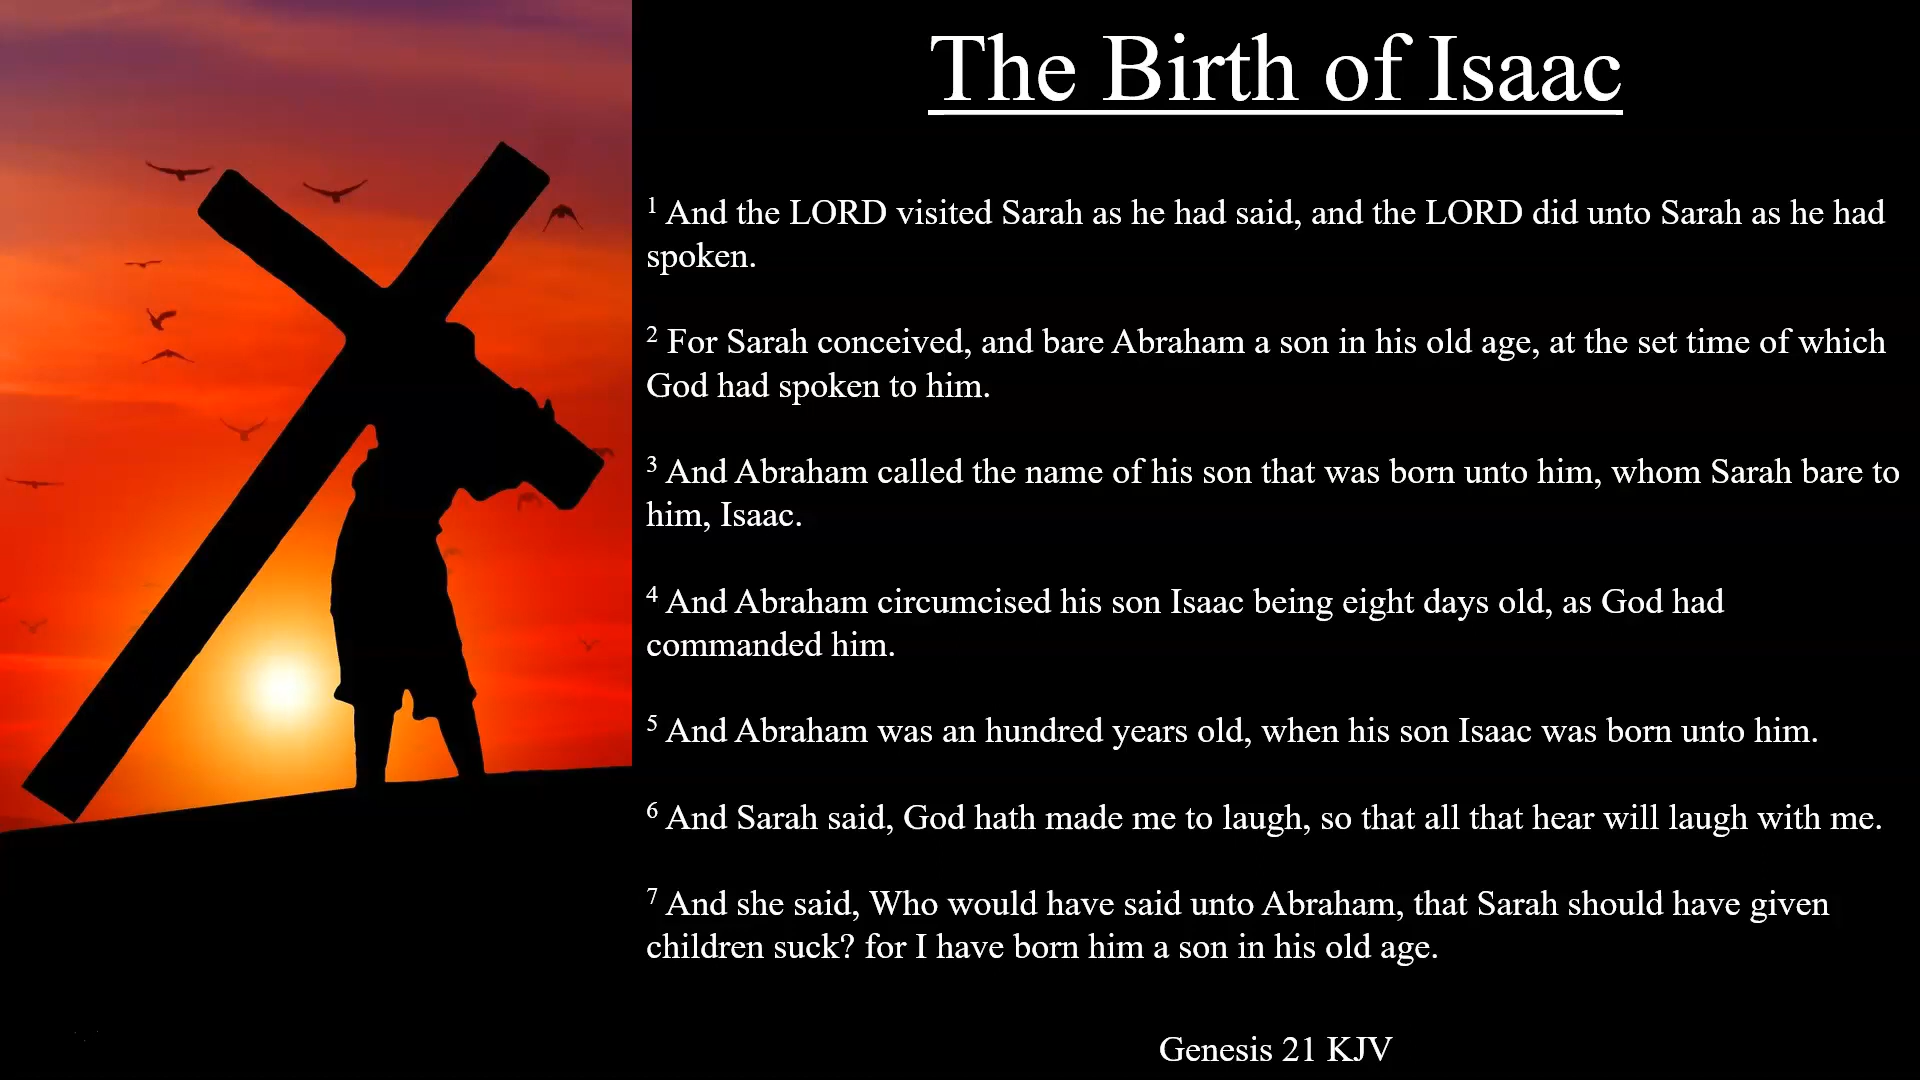 The Birth of Isaac
1 And the LORD visited Sarah as he had said, and the LORD did unto Sarah as he had
spoken.
2 For Sarah conceived, and bare Abraham a son in his old age, at the set time of which
God had spoken to him.
3 And Abraham called the name of his son that was born unto him, whom Sarah bare to
him, Isaac.
4 And Abraham circumcised his son Isaac being eight days old, as God had
commanded him.
5 And Abraham was an hundred years old, when his son Isaac was born unto him.
6 And Sarah said, God hath made me to laugh, so that all that hear will laugh with me.
7 And she said, Who would have said unto Abraham, that Sarah should have given
children suck? for I have born him a son in his old age.
Genesis 21 KJV